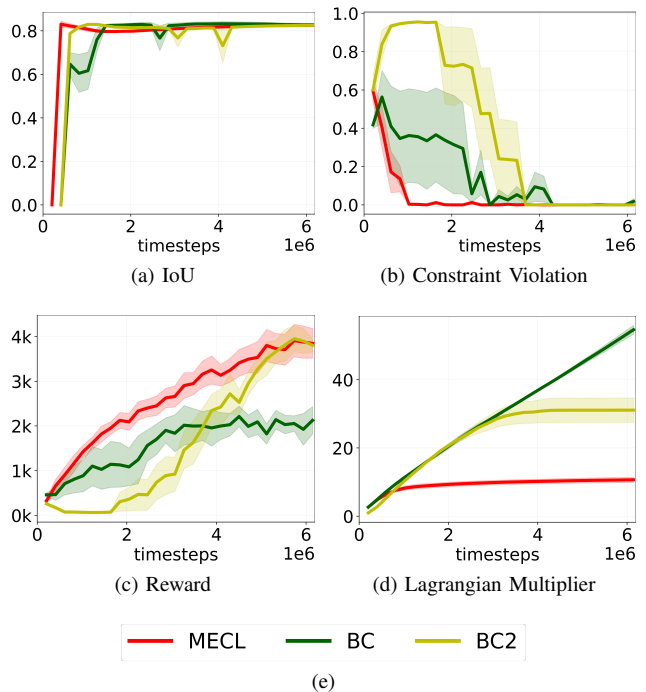 0.8
0.6
0.4
0.2
0.0
0 2 4 6
timesteps 1e6
(a) IoU
1.0
0.8
0.6
0.4
0.2
0.0
0 2 4 6
timesteps 1e6
(b) Constraint Violation
4k
3k
2k
1k
0k
0 2 4 6
timesteps 1e6
(c) Reward
40
20
0
0 2 4 6
timesteps 1e6
(d) Lagrangian Multiplier
MECL BC BC2
(e)